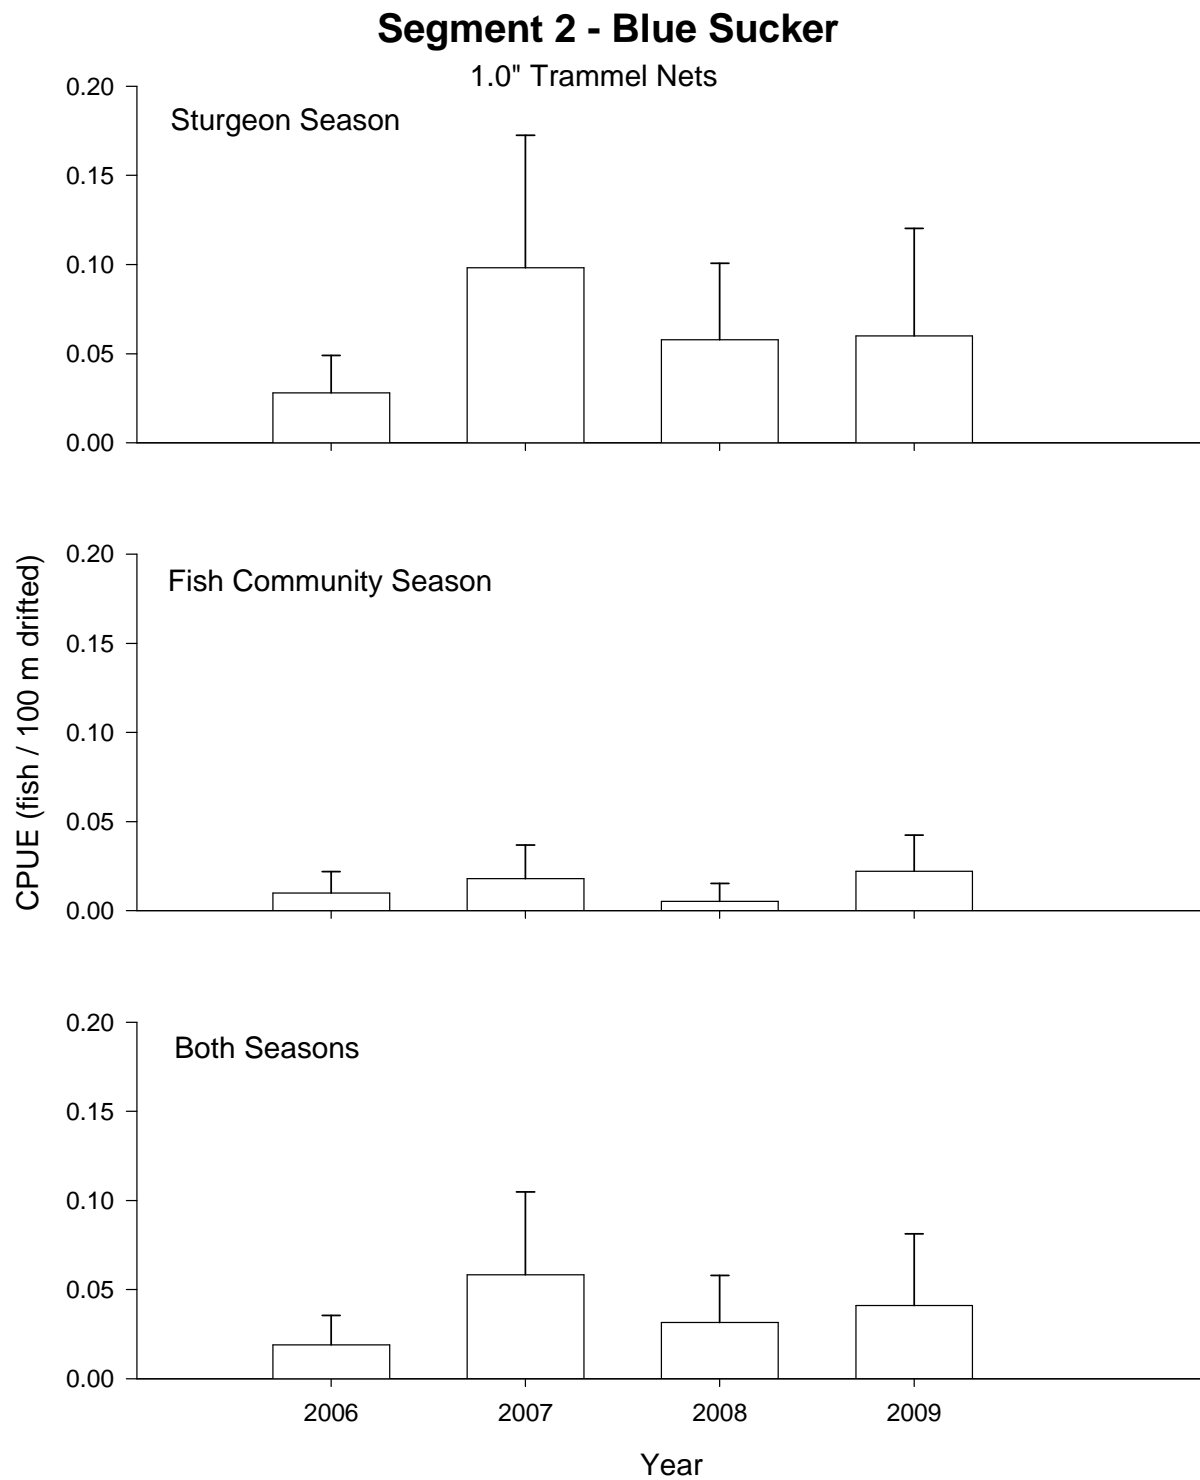 Segment 2 - Blue Sucker
1.0" Trammel Nets
Sturgeon Season
0.20
0.15
0.10
0.05
0.00
Fish Community Season
0.20
0.15
0.10
0.05
0.00
CPUE (fish / 100 m drifted)
Both Seasons
0.20
0.15
0.10
0.05
0.00
2006 2007 2008 2009
Year